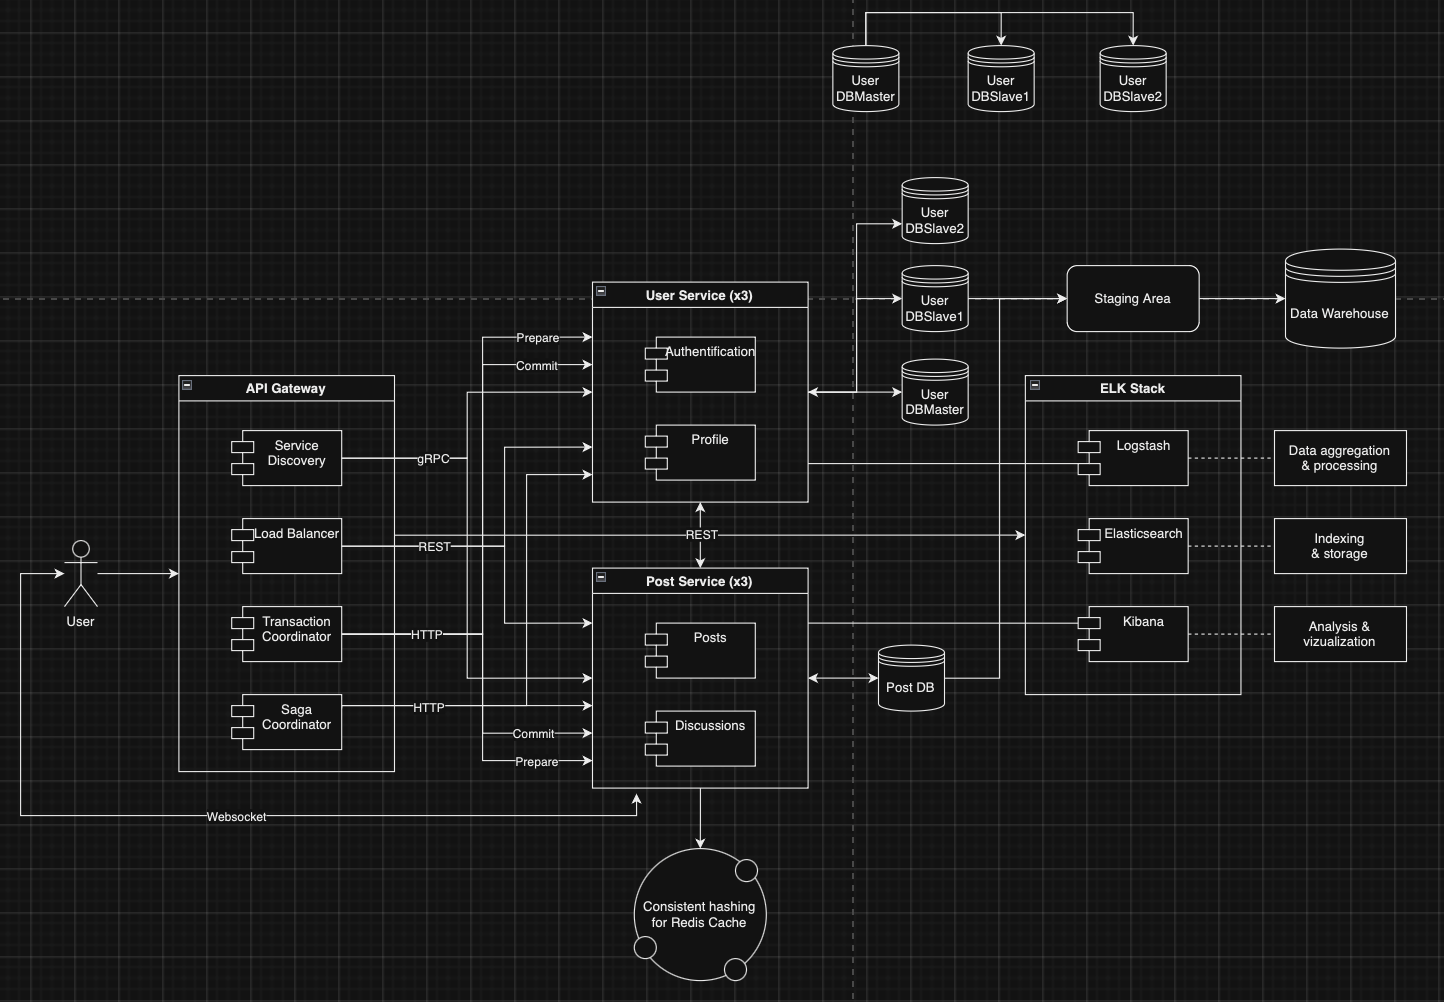 User
DBMaster
User
DBSlave1
User
DBSlave2
User
DBSlave2
User
DBSlave1
Staging Area
Data Warehouse
User
DBMaster
User Service (x3)
Authentification
Profile
Prepare
Commit
API Gateway
Service
Discovery
Load Balancer
Transaction
Coordinator
Saga
Coordinator
gRPC
REST
HTTP
HTTP
REST
User
ELK Stack
Logstash
Data aggregation
& processing
Elasticsearch
Indexing
& storage
Kibana
Analysis &
vizualization
Post Service (x3)
Posts
Discussions
Commit
Prepare
Post DB
Websocket
Consistent hashing
for Redis Cache